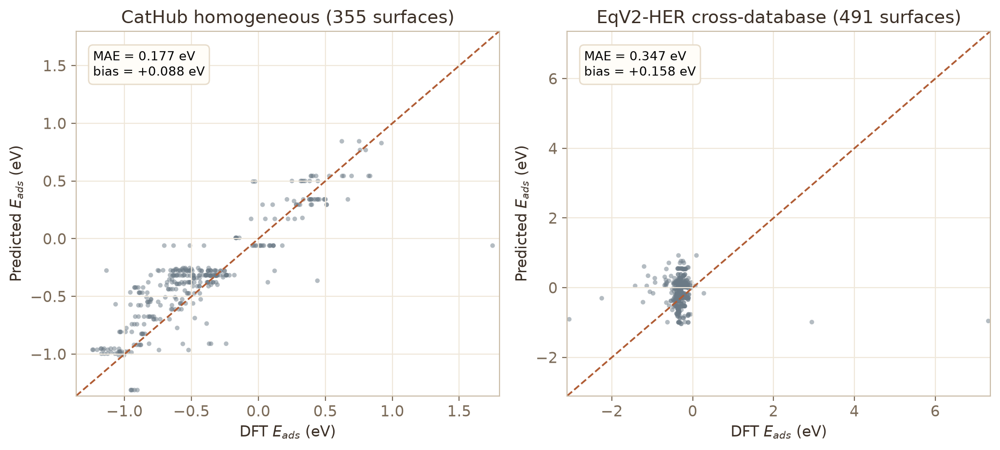 CatHub homogeneous (355 surfaces)
MAE = 0.177 eV
bias = +0.088 eV
1.5
1.0
0.5
0.0
−0.5
−1.0
Predicted E_ads (eV)
−1.0 −0.5 0.0 0.5 1.0 1.5
DFT E_ads (eV)
EqV2-HER cross-database (491 surfaces)
MAE = 0.347 eV
bias = +0.158 eV
6
4
2
0
−2
Predicted E_ads (eV)
−2 0 2 4 6
DFT E_ads (eV)